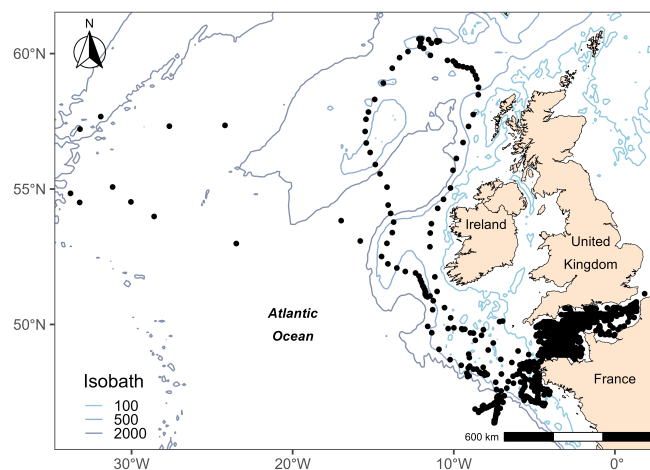 N
60°N
55°N
50°N
Ireland
United
Kingdom
Atlantic
Ocean
France
Isobath
100
500
2000
600 km
30°W
20°W
10°W
0°